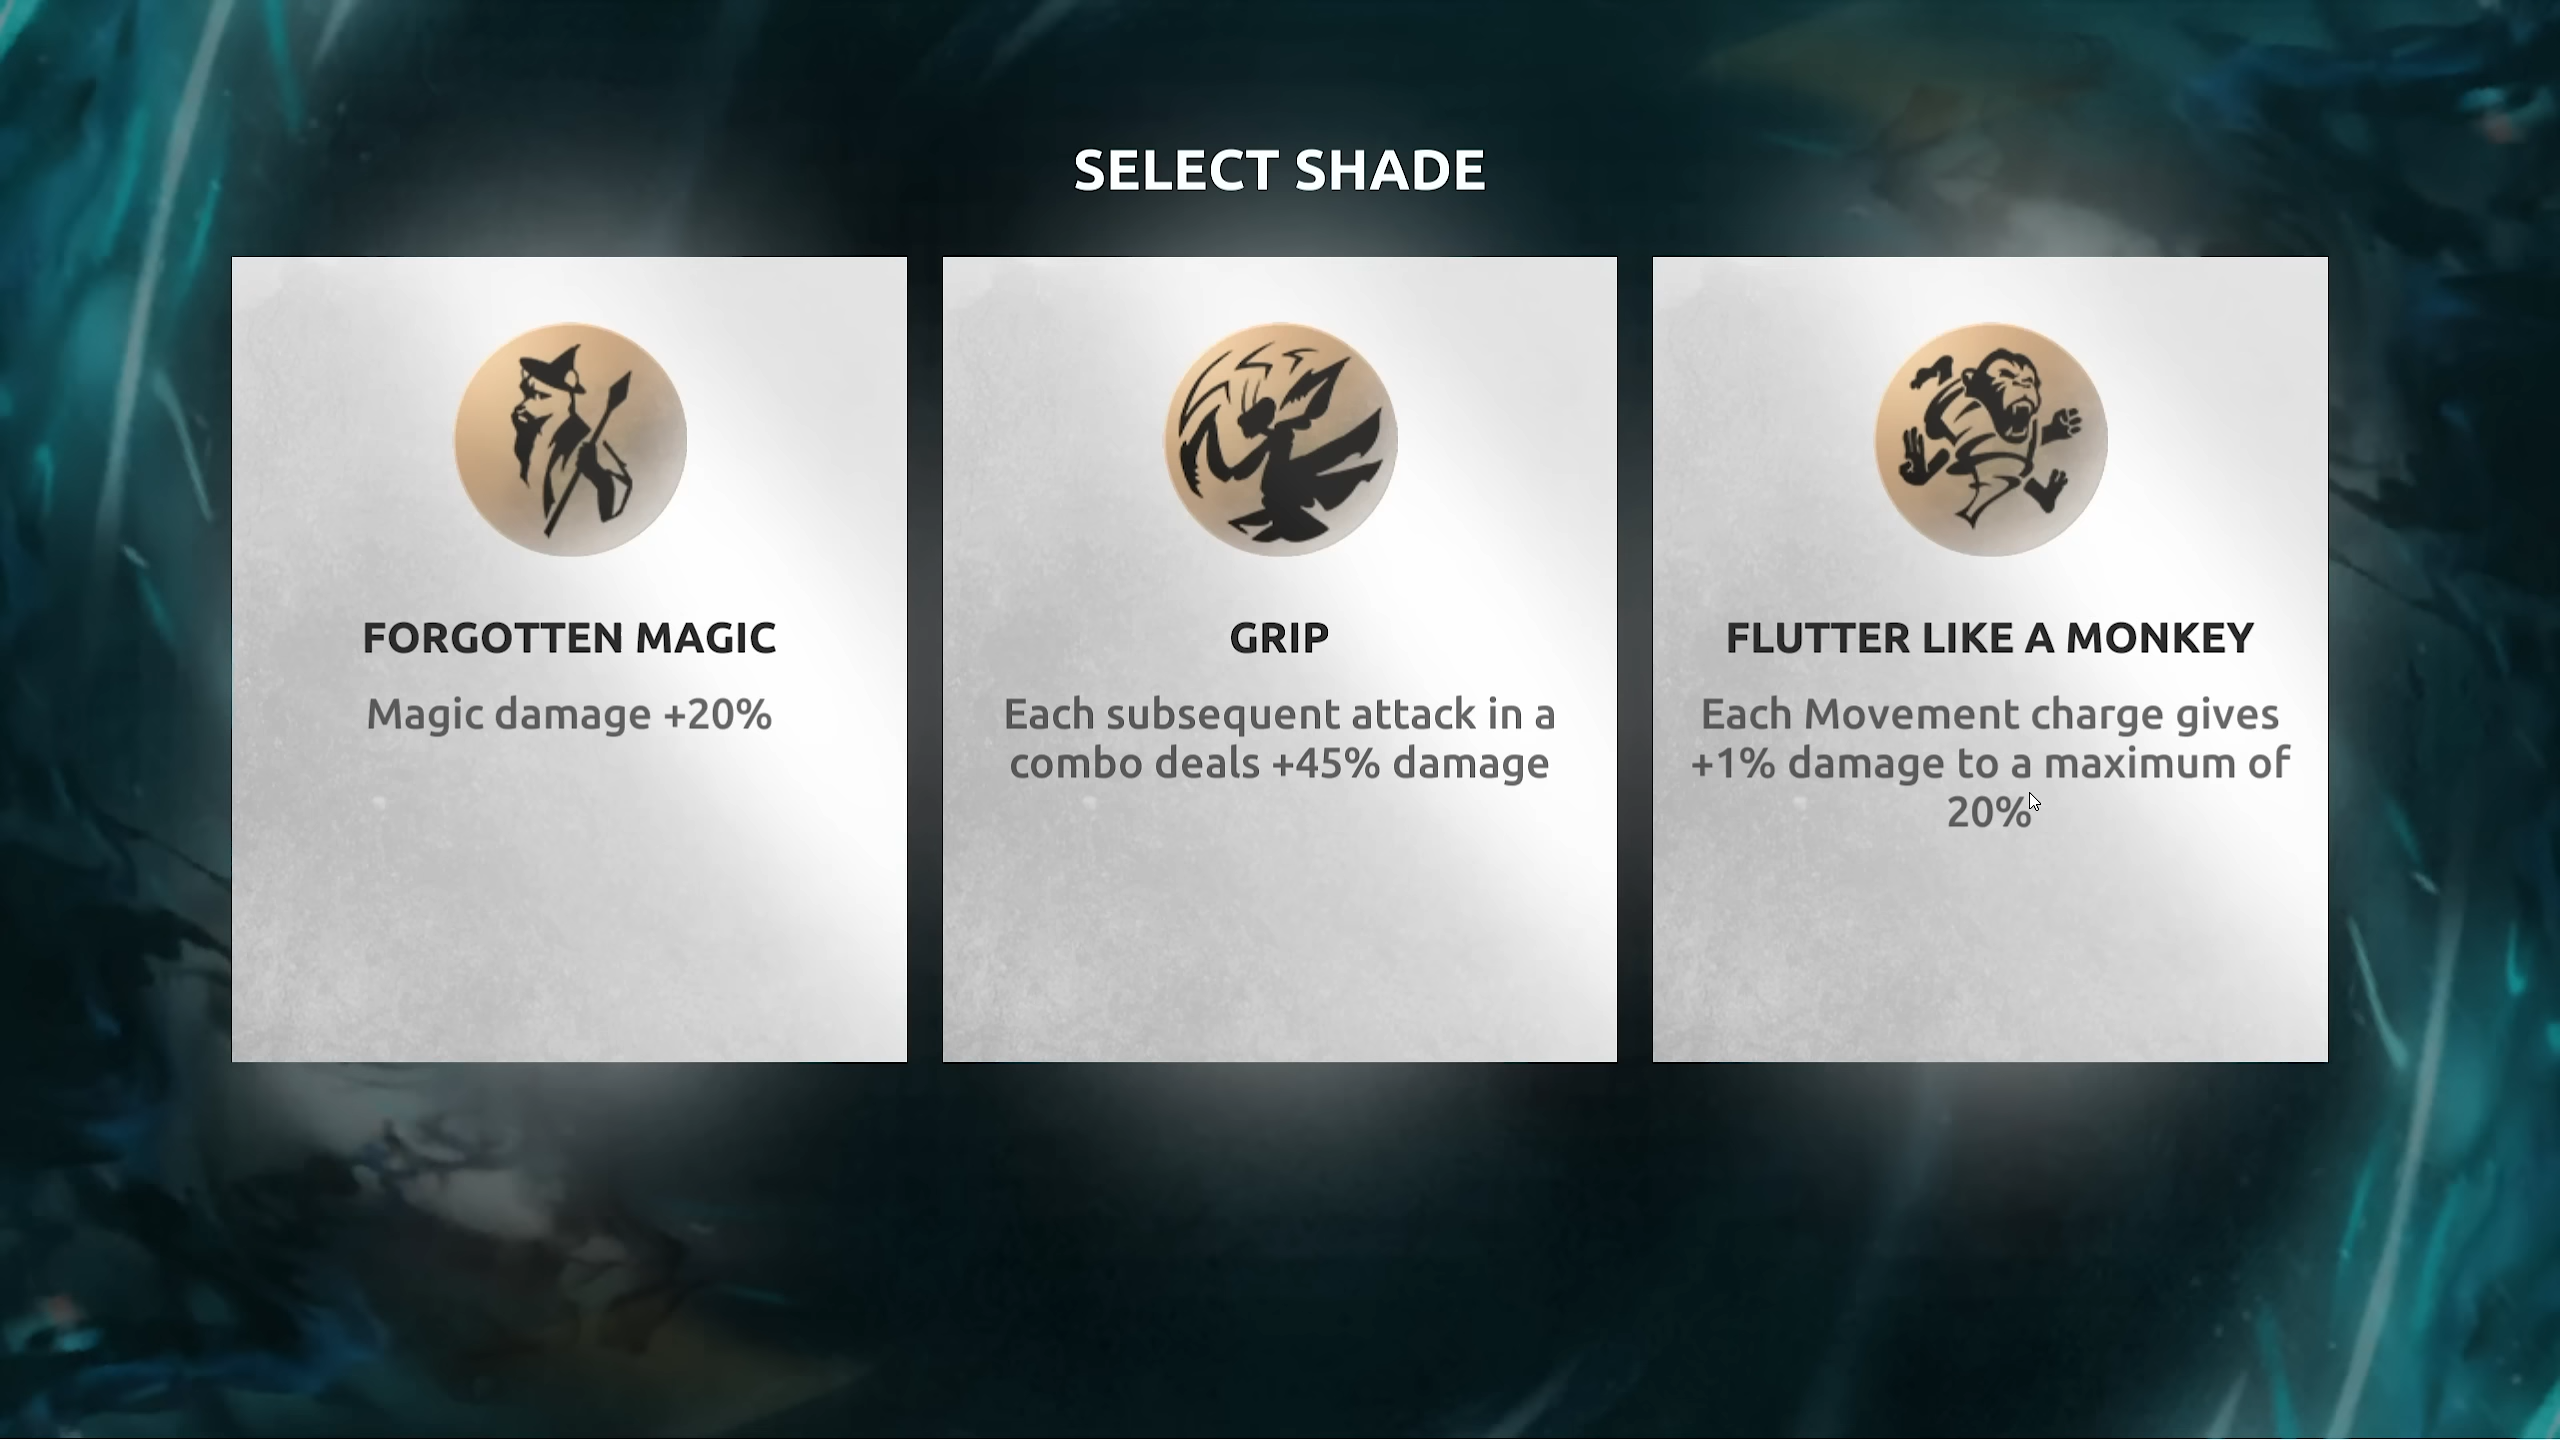 SELECT SHADE
FORGOTTEN MAGIC
Magic damage +20%
GRIP
Each subsequent attack in a
combo deals +45% damage
FLUTTER LIKE A MONKEY
Each Movement charge gives
+1% damage to a maximum of
20%